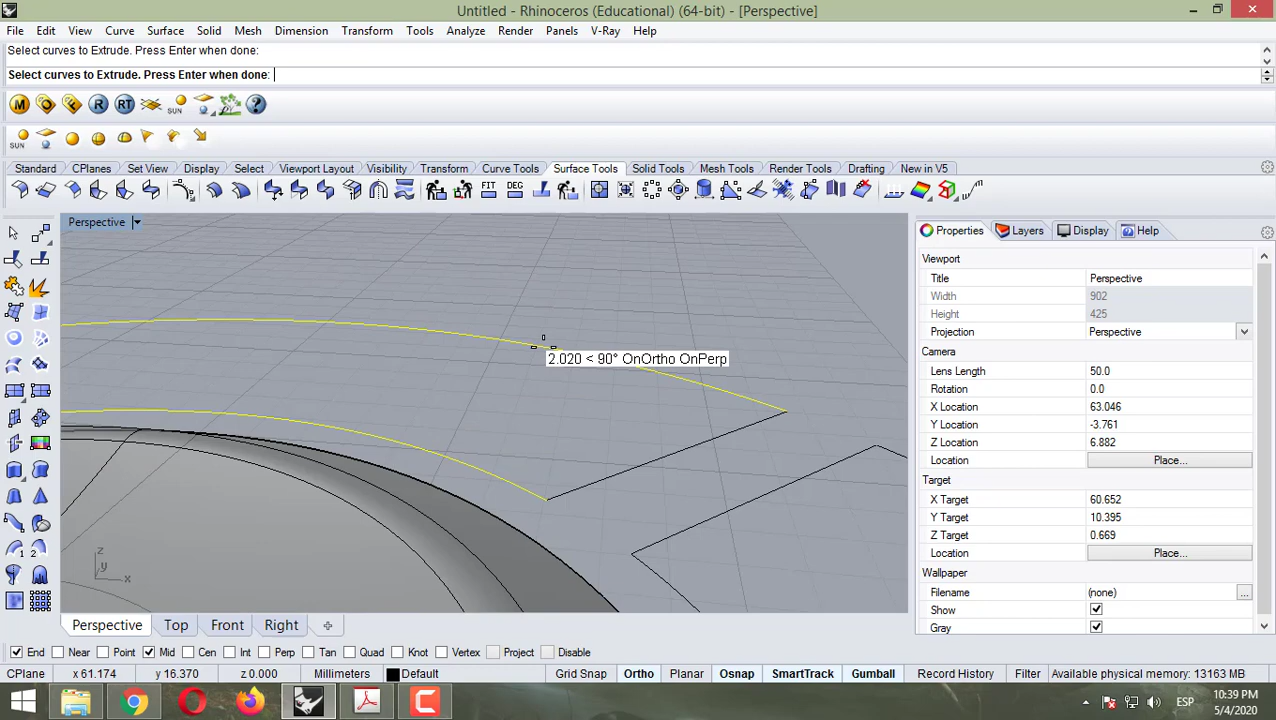 Untitled - Rhinoceros (Educational) (64-bit) - [Perspective]
File Edit View Curve Surface Solid Mesh Dimension Transform Tools Analyze Render Panels V-Ray Help
Select curves to Extrude. Press Enter when done:
Select curves to Extrude. Press Enter when done:
M O F R RT SUN
SUN
Standard CPlanes Set View Display Select Viewport Layout Visibility Transform Curve Tools Surface Tools Solid Tools Mesh Tools Render Tools Drafting New in V5
FIT DEG
Perspective
Properties Layers Display Help
Viewport
Title Perspective
Width 902
Height 425
Projection Perspective
Camera
Lens Length 50.0
Rotation 0.0
X Location 63.046
Y Location -3.761
Z Location 6.882
Location Place...
Target
X Target 60.652
Y Target 10.395
Z Target 0.669
Location Place...
Wallpaper
Filename (none) ...
Show
Gray
2.020 < 90° OnOrtho OnPerp
z
y
x
Perspective Top Front Right
End Near Point Mid Cen Int Perp Tan Quad Knot Vertex Project Disable
CPlane x 61.174 y 16.370 z 0.000 Millimeters Default Grid Snap Ortho Planar Osnap SmartTrack Gumball Record History Filter Available physical memory: 13163 MB
ESP
10:39 PM
5/4/2020